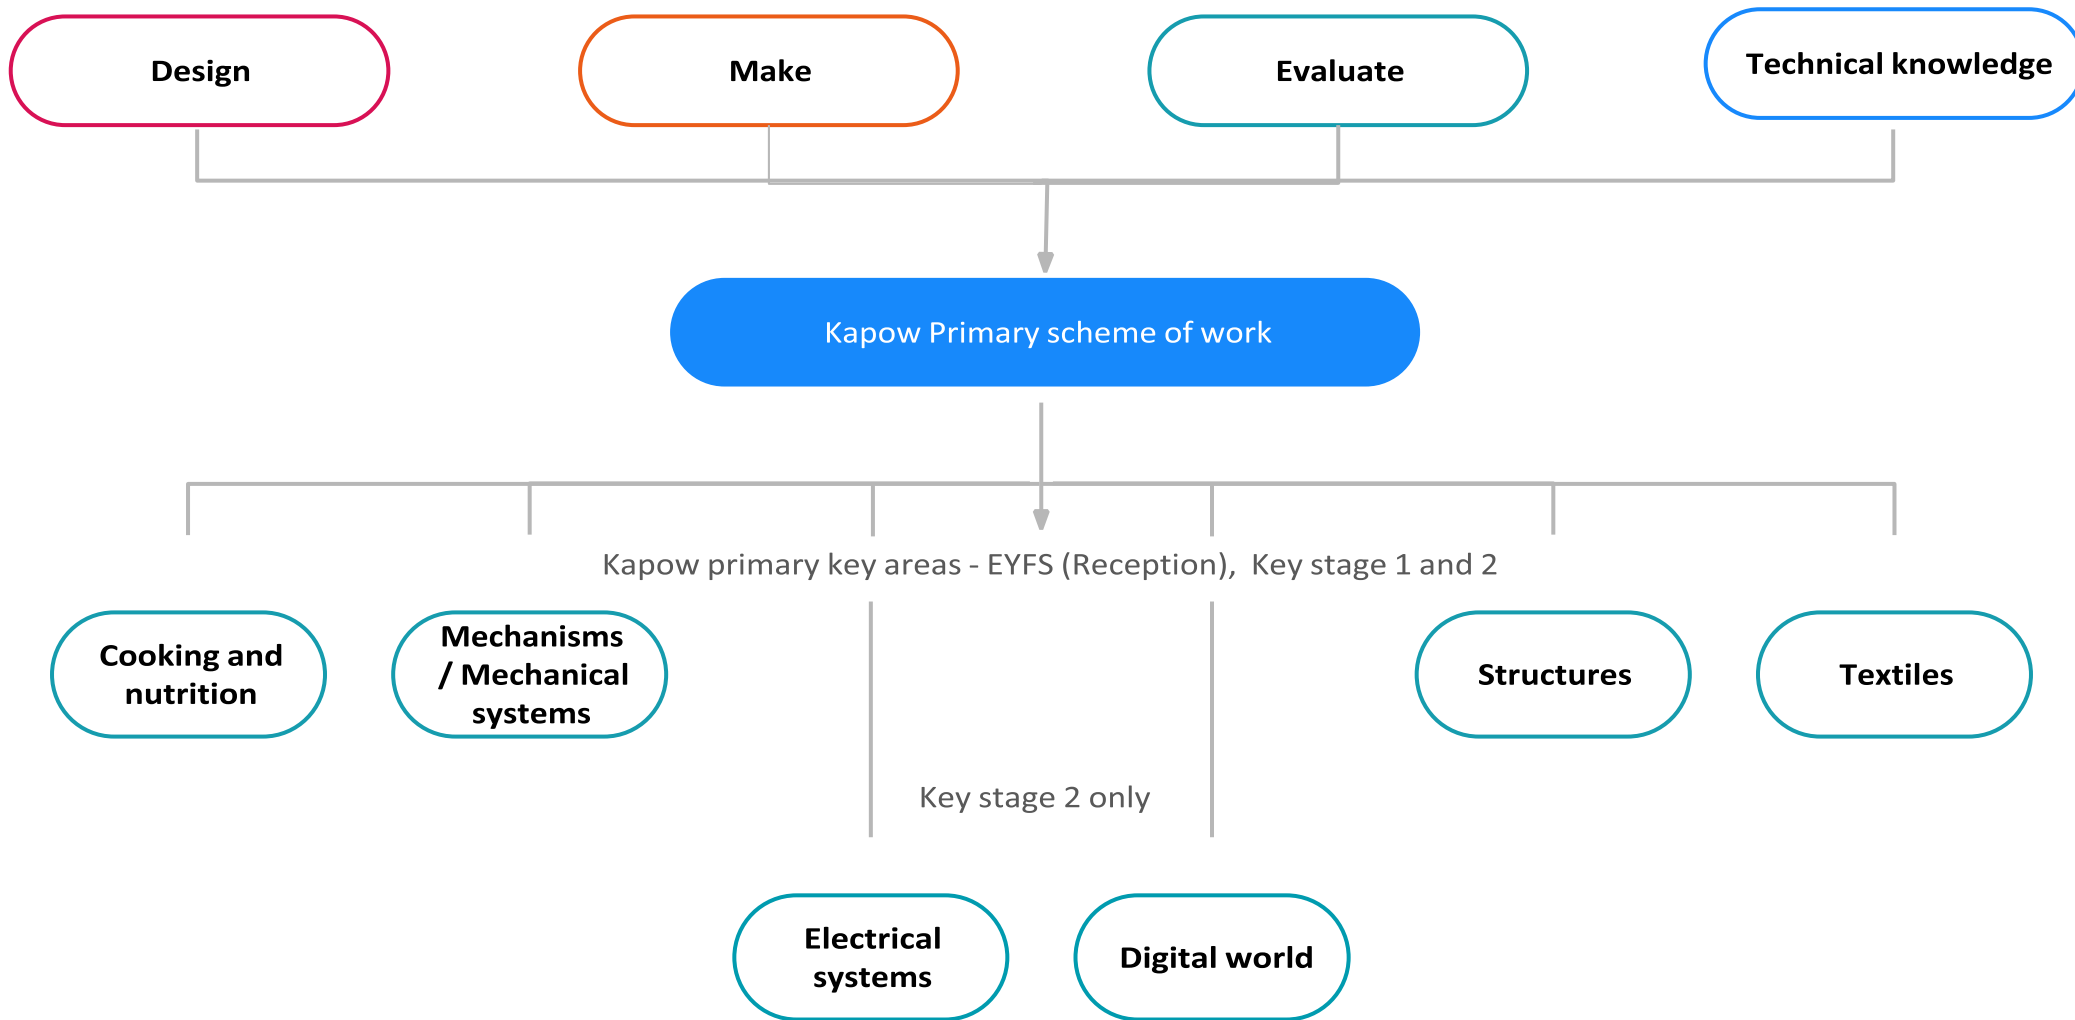 Design
Make
Evaluate
Technical knowledge
Kapow Primary scheme of work
Kapow primary key areas - EYFS (Reception),  Key stage 1 and 2
Cooking and
nutrition
Mechanisms
/ Mechanical
systems
Structures
Textiles
Key stage 2 only
Electrical
systems
Digital world